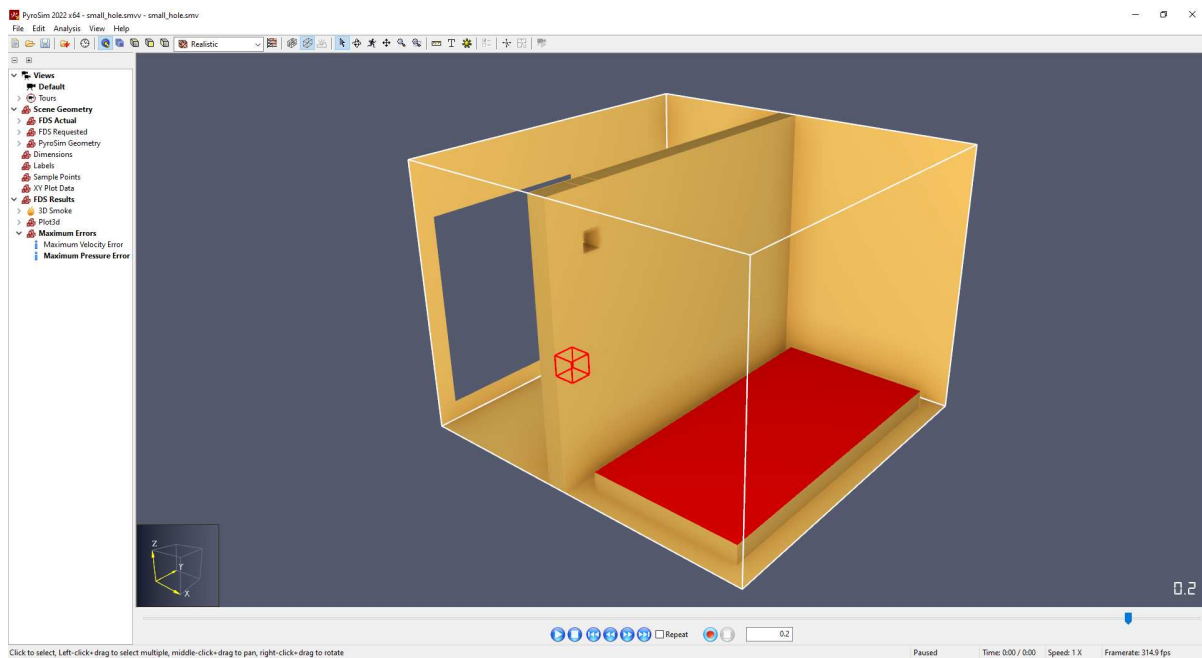 PyroSim 2022 x64 - small_hole.smvv - small_hole.smv
File Edit Analysis View Help
Realistic
Views
Default
Tours
Scene Geometry
FDS Actual
FDS Requested
PyroSim Geometry
Dimensions
Labels
Sample Points
XY Plot Data
FDS Results
3D Smoke
Plot3d
Maximum Errors
Maximum Velocity Error
Maximum Pressure Error
Z
Y
X
0.2
Repeat
0.2
Click to select, Left-click+drag to select multiple, middle-click+drag to pan, right-click+drag to rotate
Paused Time: 0:00 / 0:00 Speed: 1 X Framerate: 314.9 fps